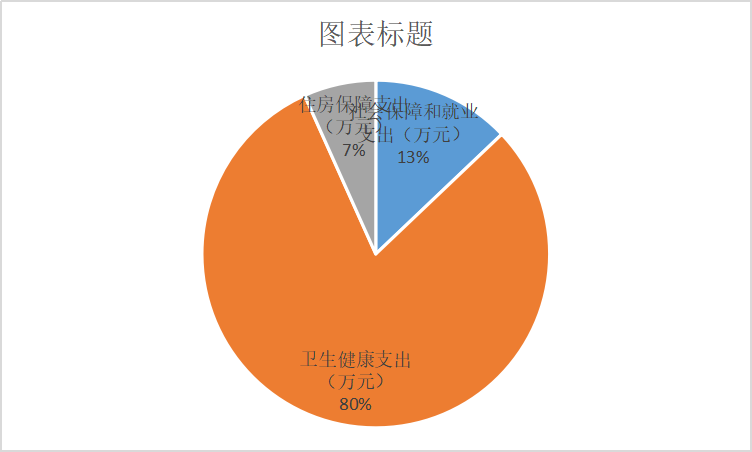 图表标题
住房保障支出
（万元）
7%
社会保障和就业
支出（万元）
13%
卫生健康支出
（万元）
80%